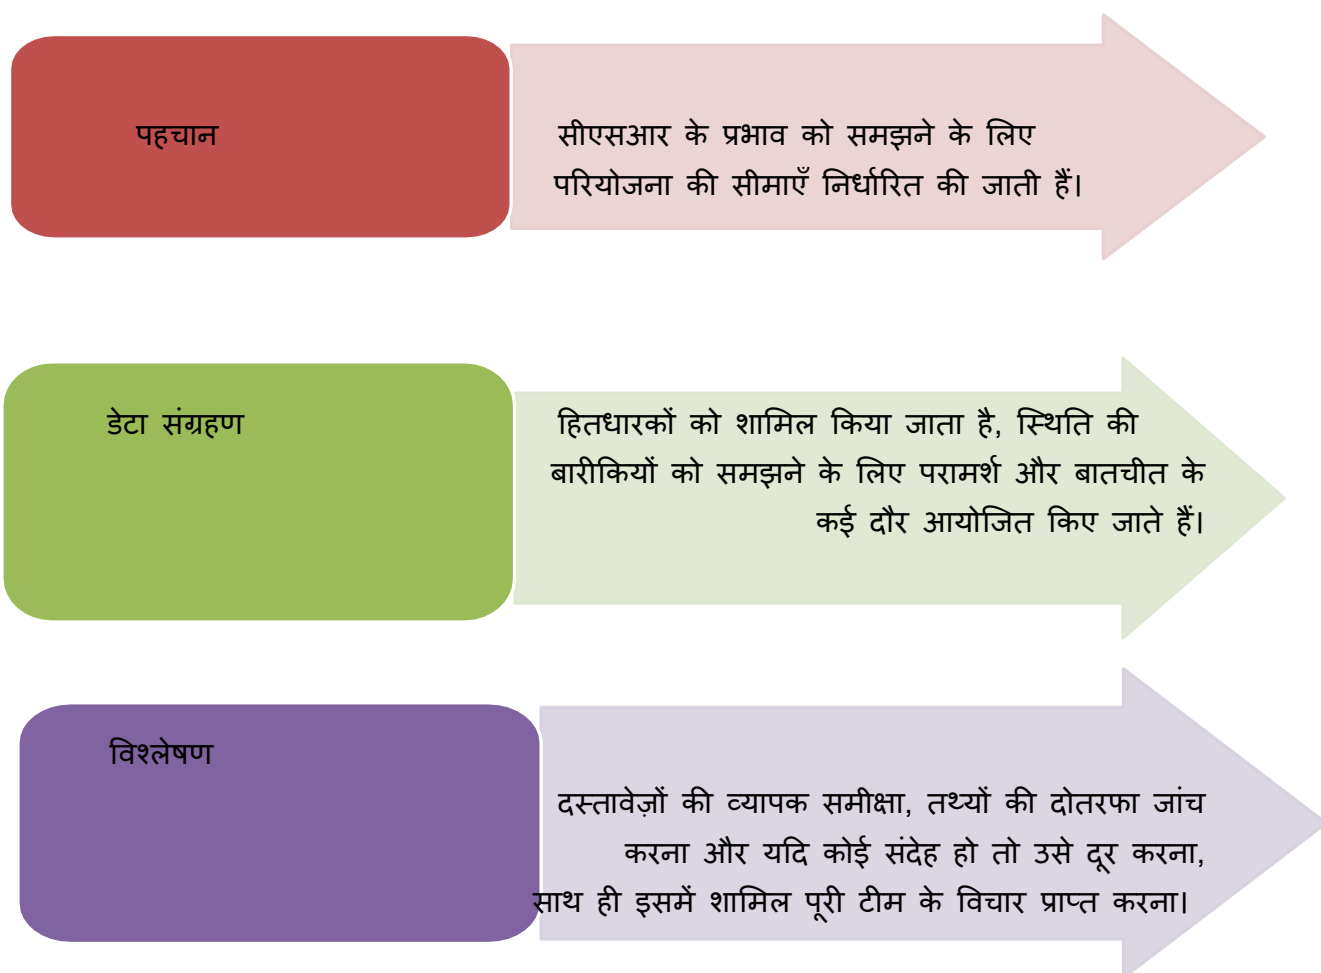 पहचान
सीएसआर के प्रभाव को समझने के लिए
परियोजना की सीमाएँ निर्धारित की जाती हैं।
डेटा संग्रहण
हितधारकों को शामिल किया जाता है, स्थिति की
बारीकियों को समझने के लिए परामर्श और बातचीत के
कई दौर आयोजित किए जाते हैं।
विश्लेषण
दस्तावेज़ों की व्यापक समीक्षा, तथ्यों की दोतरफा जांच
करना और यदि कोई संदेह हो तो उसे दूर करना,
साथ ही इसमें शामिल पूरी टीम के विचार प्राप्त करना।